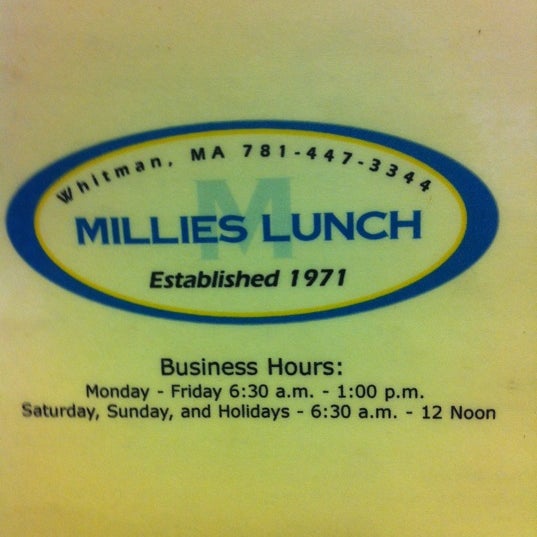 Whitman, MA 781-447-3344
M
MILLIES LUNCH
Established 1971
Business Hours:
Monday - Friday 6:30 a.m. - 1:00 p.m.
Saturday, Sunday, and Holidays - 6:30 a.m. - 12 Noon